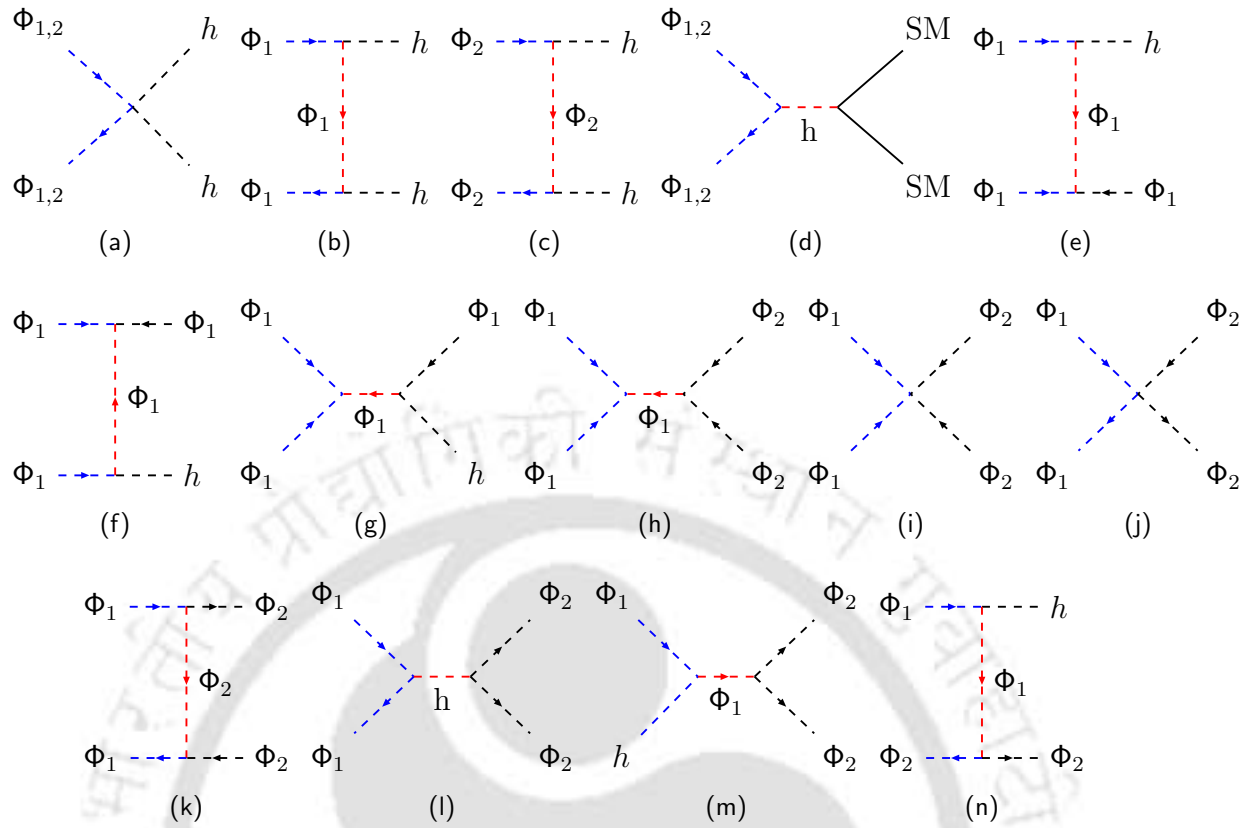 Φ₁,₂ h Φ₁ h Φ₂ h Φ₁,₂ SM Φ₁ h
Φ₁ Φ₂ h Φ₁
Φ₁,₂ h Φ₁ h Φ₂ h Φ₁,₂ SM Φ₁ Φ₁
(a) (b) (c) (d) (e)
Φ₁ Φ₁ Φ₁ Φ₁ Φ₁ Φ₂ Φ₁ Φ₂ Φ₁ Φ₂
Φ₁ Φ₁ Φ₁
Φ₁ h Φ₁ h Φ₁ Φ₂ Φ₁ Φ₂ Φ₁ Φ₂
(f) (g) (h) (i) (j)
Φ₁ Φ₂ Φ₁ Φ₂ Φ₁ Φ₂ Φ₁ h
Φ₂ h Φ₁ Φ₁
Φ₁ Φ₂ Φ₁ Φ₂ h Φ₂ Φ₂ Φ₂
(k) (l) (m) (n)